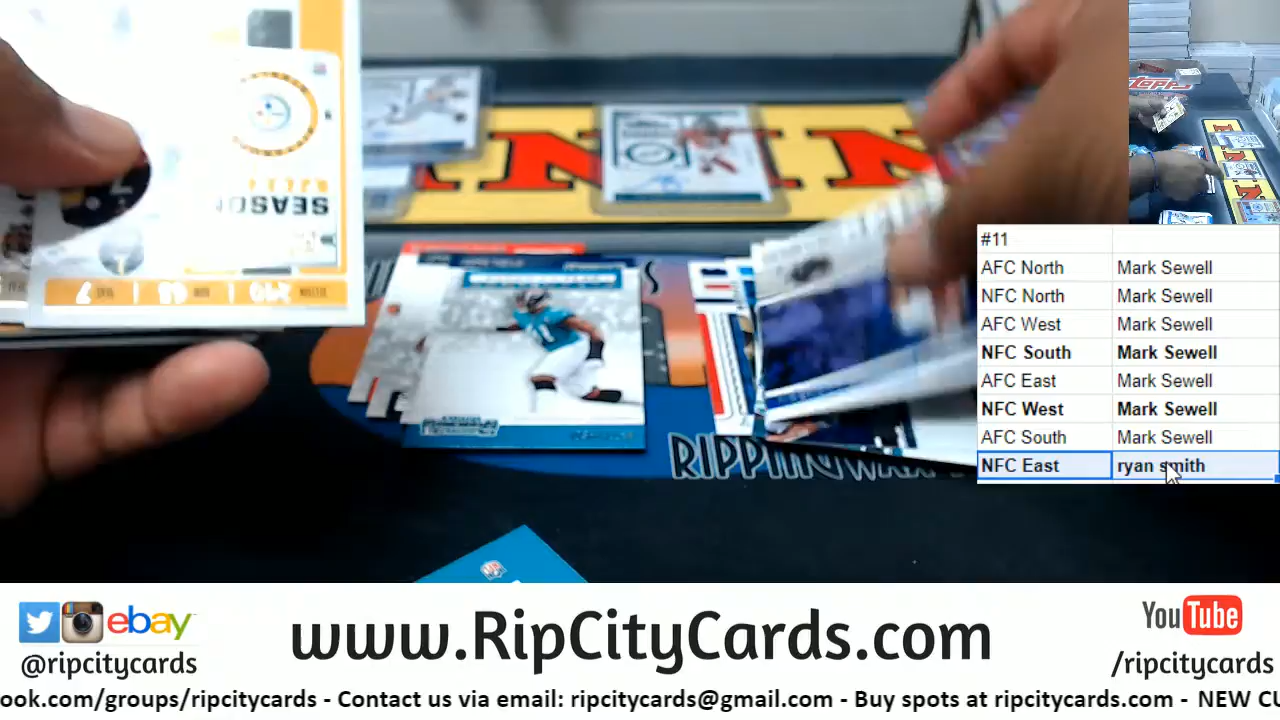 SEASON
NIN
Topps
#11
AFC North Mark Sewell
NFC North Mark Sewell
AFC West Mark Sewell
NFC South Mark Sewell
AFC East Mark Sewell
NFC West Mark Sewell
AFC South Mark Sewell
NFC East ryan smith
RIPPINGWAX
ebay
@ripcitycards
www.RipCityCards.com
YouTube
/ripcitycards
ook.com/groups/ripcitycards - Contact us via email: ripcitycards@gmail.com - Buy spots at ripcitycards.com - NEW CU